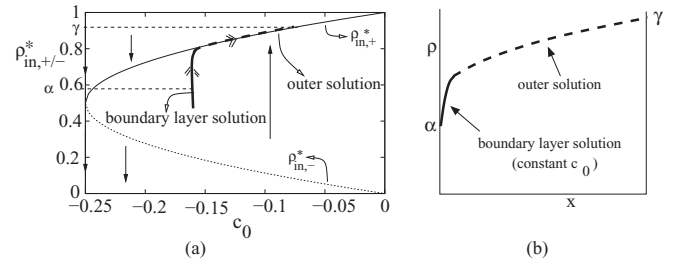 γ
1
ρ*in,+/−
0.8
0.6
α
0.4
0.2
0
ρ*in,+
outer solution
boundary layer solution
ρ*in,−
−0.25 −0.2 −0.15 −0.1 −0.05 0
c0
(a)
γ
ρ
outer solution
α
boundary layer solution
(constant c0)
x
(b)